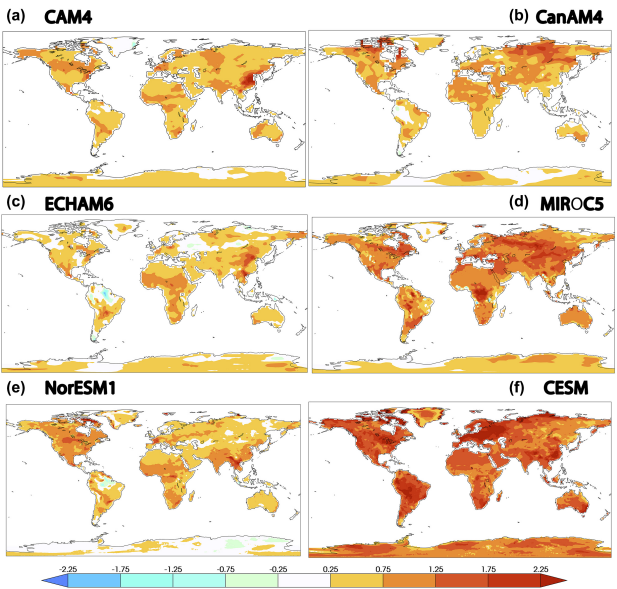 (a) CAM4
(b) CanAM4
(c) ECHAM6
(d) MIROC5
(e) NorESM1
(f) CESM
-2.25 -1.75 -1.25 -0.75 -0.25 0.25 0.75 1.25 1.75 2.25